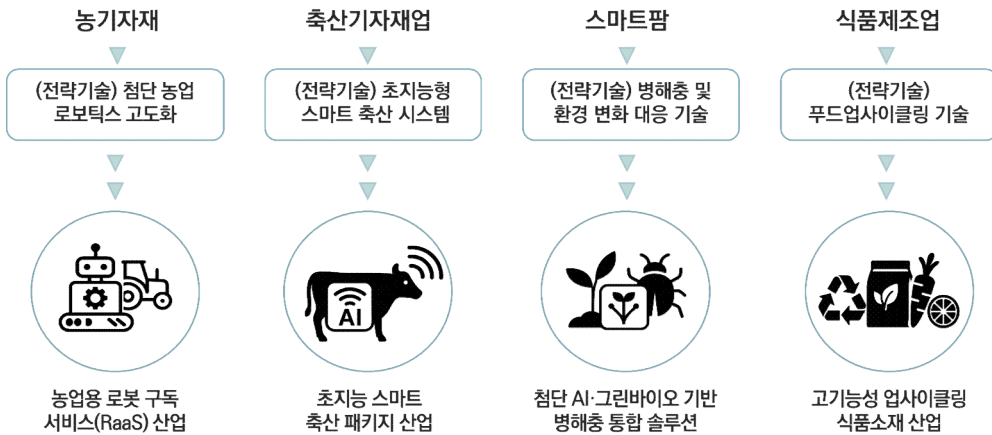 농기자재
축산기자재업
스마트팜
식품제조업
(전략기술) 첨단 농업
로보틱스 고도화
(전략기술) 초지능형
스마트 축산 시스템
(전략기술) 병해충 및
환경 변화 대응 기술
(전략기술)
푸드업사이클링 기술
AI
농업용 로봇 구독
서비스(RaaS) 산업
초지능 스마트
축산 패키지 산업
첨단 AI·그린바이오 기반
병해충 통합 솔루션
고기능성 업사이클링
식품소재 산업